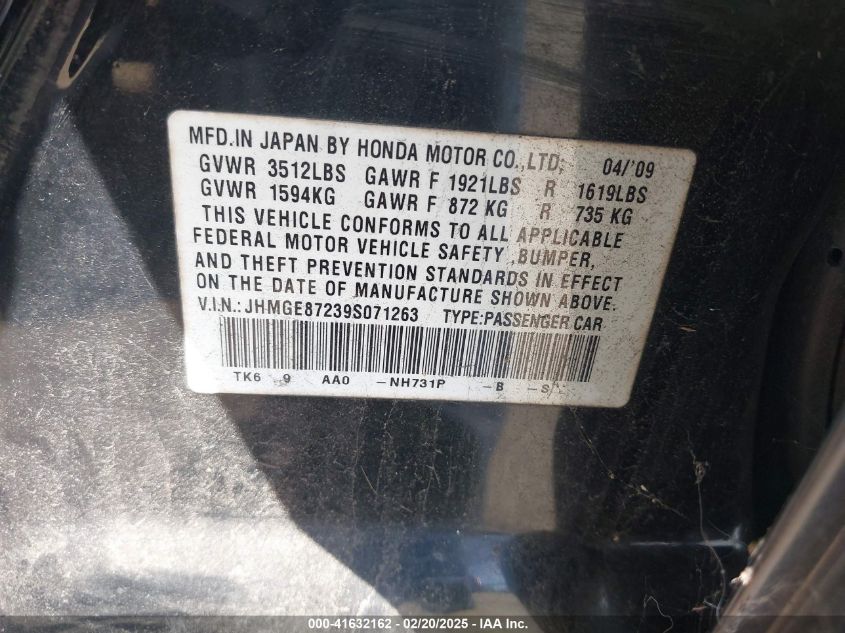 MFD.IN JAPAN BY HONDA MOTOR CO.,LTD; 04/'09
GVWR 3512LBS GAWR F 1921LBS R 1619LBS
GVWR 1594KG GAWR F 872 KG R 735 KG
THIS VEHICLE CONFORMS TO ALL APPLICABLE
FEDERAL MOTOR VEHICLE SAFETY ,BUMPER,
AND THEFT PREVENTION STANDARDS IN EFFECT
ON THE DATE OF MANUFACTURE SHOWN ABOVE.
V.I.N.: JHMGE87239S071263 TYPE:PASSENGER CAR
TK6 9 AA0 -NH731P -B -S
000-41632162 - 02/20/2025 - IAA Inc.